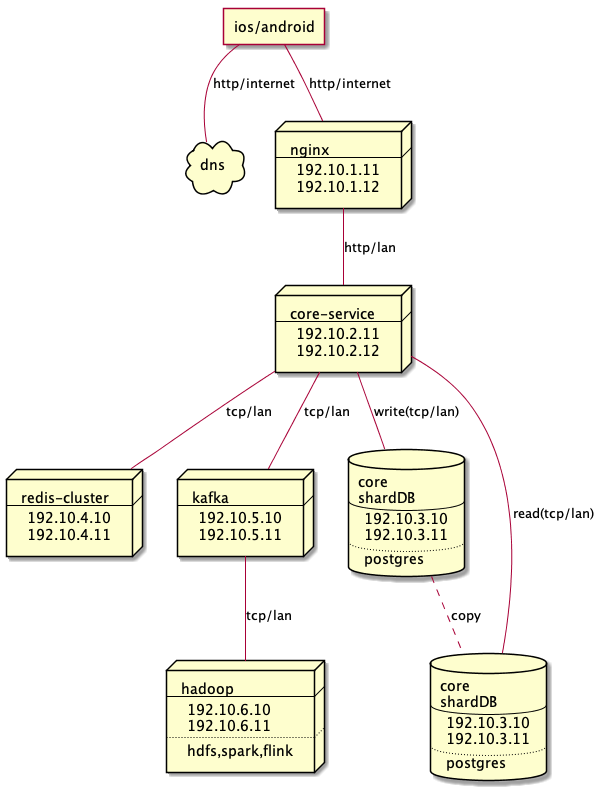 ios/android
http/internet
http/internet
dns
nginx
192.10.1.11
192.10.1.12
http/lan
core-service
192.10.2.11
192.10.2.12
tcp/lan
tcp/lan
write(tcp/lan)
read(tcp/lan)
redis-cluster
192.10.4.10
192.10.4.11
kafka
192.10.5.10
192.10.5.11
core
shardDB
192.10.3.10
192.10.3.11
postgres
tcp/lan
copy
hadoop
192.10.6.10
192.10.6.11
hdfs,spark,flink
core
shardDB
192.10.3.10
192.10.3.11
postgres